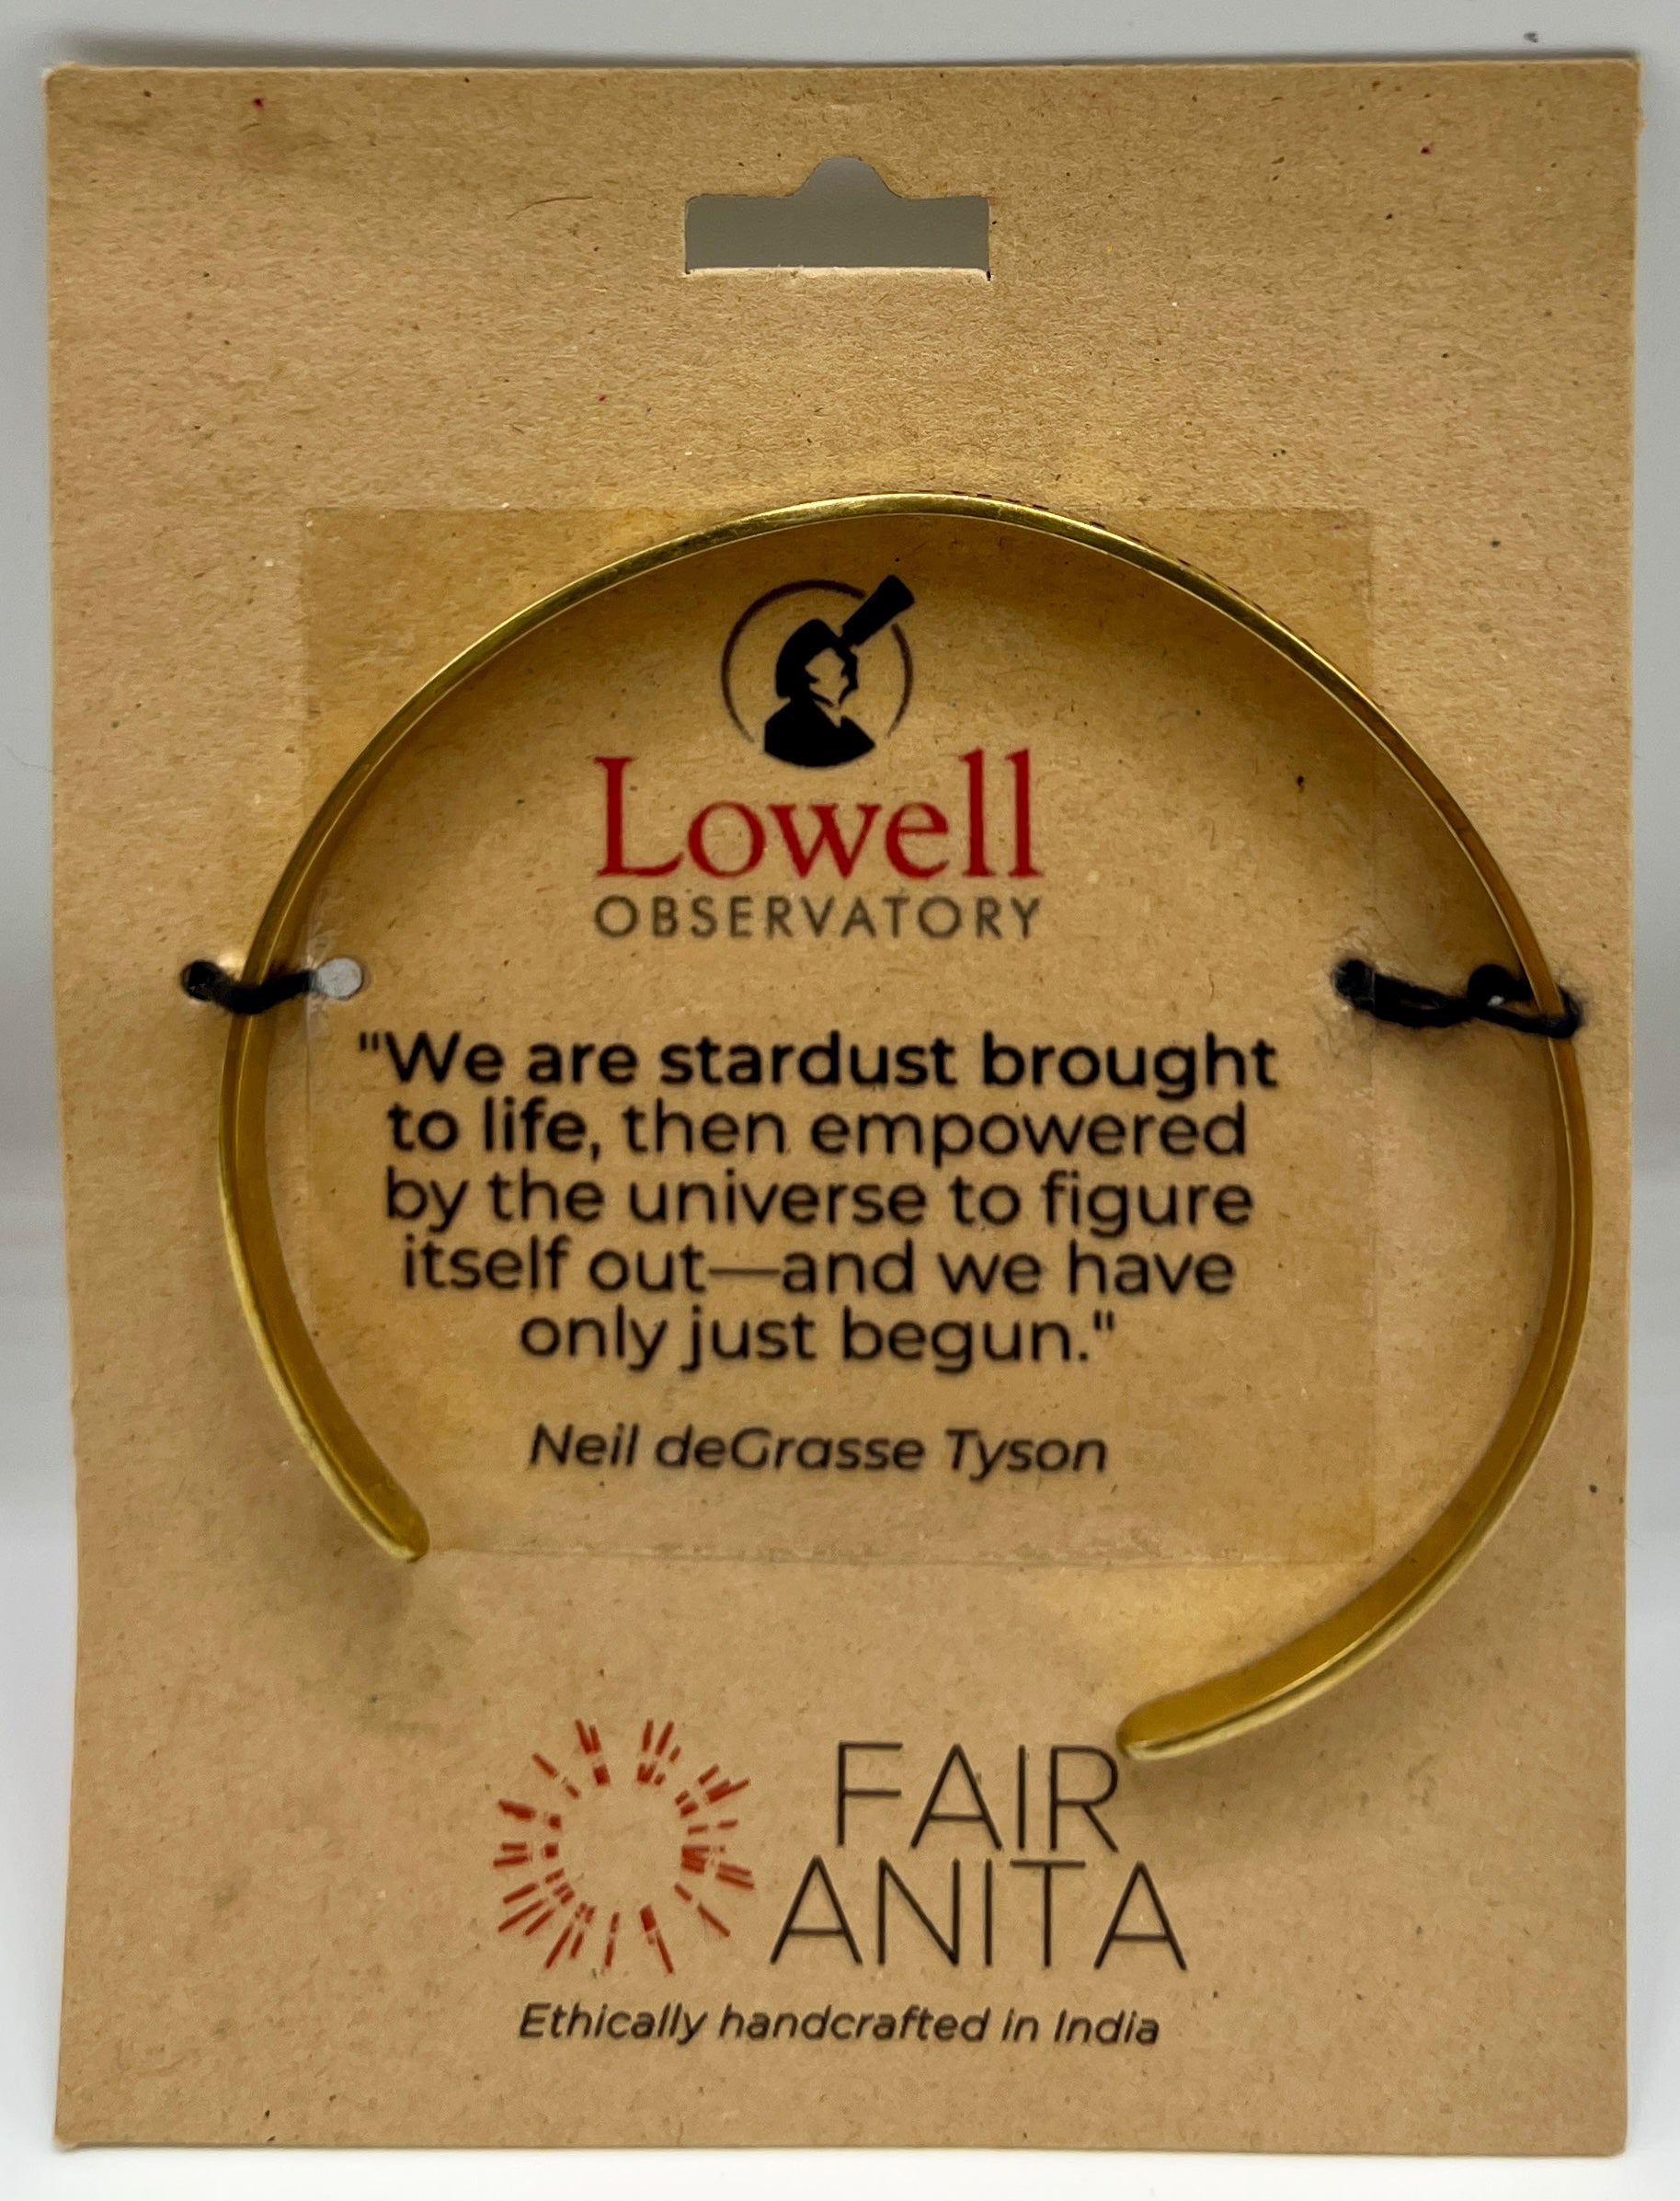 Lowell
OBSERVATORY
"We are stardust brought
to life, then empowered
by the universe to figure
itself out—and we have
only just begun."
Neil deGrasse Tyson
FAIR
ANITA
Ethically handcrafted in India